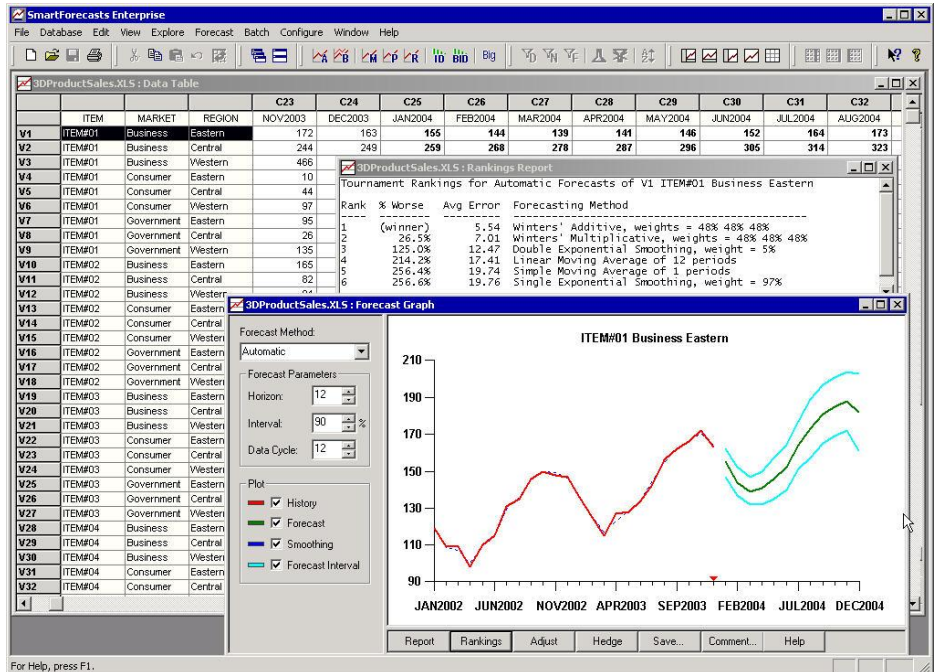 SmartForecasts Enterprise
File Database Edit View Explore Forecast Batch Configure Window Help
Big
3DProductSales.XLS : Data Table
C23 C24 C25 C26 C27 C28 C29 C30 C31 C32
ITEM MARKET REGION NOV2003 DEC2003 JAN2004 FEB2004 MAR2004 APR2004 MAY2004 JUN2004 JUL2004 AUG2004
V1 ITEM#01 Business Eastern 172 163 155 144 139 141 146 152 164 173
V2 ITEM#01 Business Central 244 249 259 268 278 287 296 305 314 323
V3 ITEM#01 Business Western 466
V4 ITEM#01 Consumer Eastern 10
V5 ITEM#01 Consumer Central 44
V6 ITEM#01 Consumer Western 97
V7 ITEM#01 Government Eastern 95
V8 ITEM#01 Government Central 26
V9 ITEM#01 Government Western 135
V10 ITEM#02 Business Eastern 165
V11 ITEM#02 Business Central 62
V12 ITEM#02 Business Western
V13 ITEM#02 Consumer Eastern
V14 ITEM#02 Consumer Central
V15 ITEM#02 Consumer Western
V16 ITEM#02 Government Eastern
V17 ITEM#02 Government Central
V18 ITEM#02 Government Western
V19 ITEM#03 Business Eastern
V20 ITEM#03 Business Central
V21 ITEM#03 Business Western
V22 ITEM#03 Consumer Eastern
V23 ITEM#03 Consumer Central
V24 ITEM#03 Consumer Western
V25 ITEM#03 Government Eastern
V26 ITEM#03 Government Central
V27 ITEM#03 Government Western
V28 ITEM#04 Business Eastern
V29 ITEM#04 Business Central
V30 ITEM#04 Business Western
V31 ITEM#04 Consumer Eastern
V32 ITEM#04 Consumer Central
3DProductSales.XLS : Rankings Report
Tournament Rankings for Automatic Forecasts of V1 ITEM#01 Business Eastern
Rank % Worse Avg Error Forecasting Method
1 (winner) 5.54 Winters' Additive, weights = 48% 48% 48%
2 26.5% 7.01 Winters' Multiplicative, weights = 48% 48% 48%
3 125.0% 12.47 Double Exponential Smoothing, weight = 5%
4 214.2% 17.41 Linear Moving Average of 12 periods
5 256.4% 19.74 Simple Moving Average of 1 periods
6 256.6% 19.76 Single Exponential Smoothing, weight = 97%
3DProductSales.XLS : Forecast Graph
Forecast Method:
Automatic
Forecast Parameters
Horizon: 12
Interval: 90 %
Data Cycle: 12
Plot
History
Forecast
Smoothing
Forecast Interval
ITEM#01 Business Eastern
210
190
170
150
130
110
90
JAN2002 JUN2002 NOV2002 APR2003 SEP2003 FEB2004 JUL2004 DEC2004
Report Rankings Adjust Hedge Save... Comment... Help
For Help, press F1.